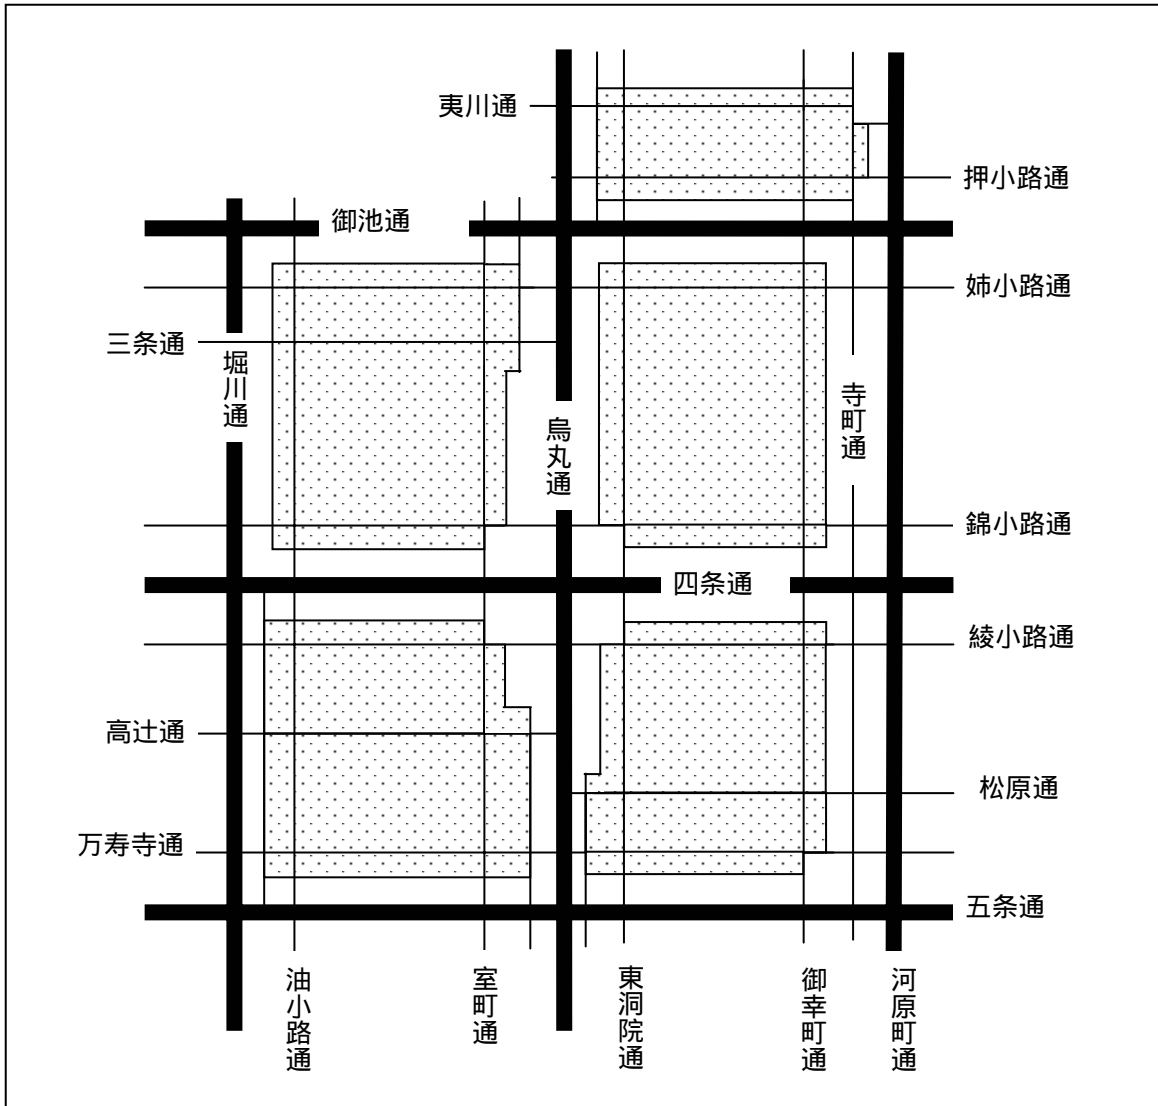 夷川通
押小路通
御池通
姉小路通
三条通
堀川通
寺町通
烏丸通
錦小路通
四条通
綾小路通
高辻通
松原通
万寿寺通
五条通
油小路通
室町通
東洞院通
御幸町通
河原町通